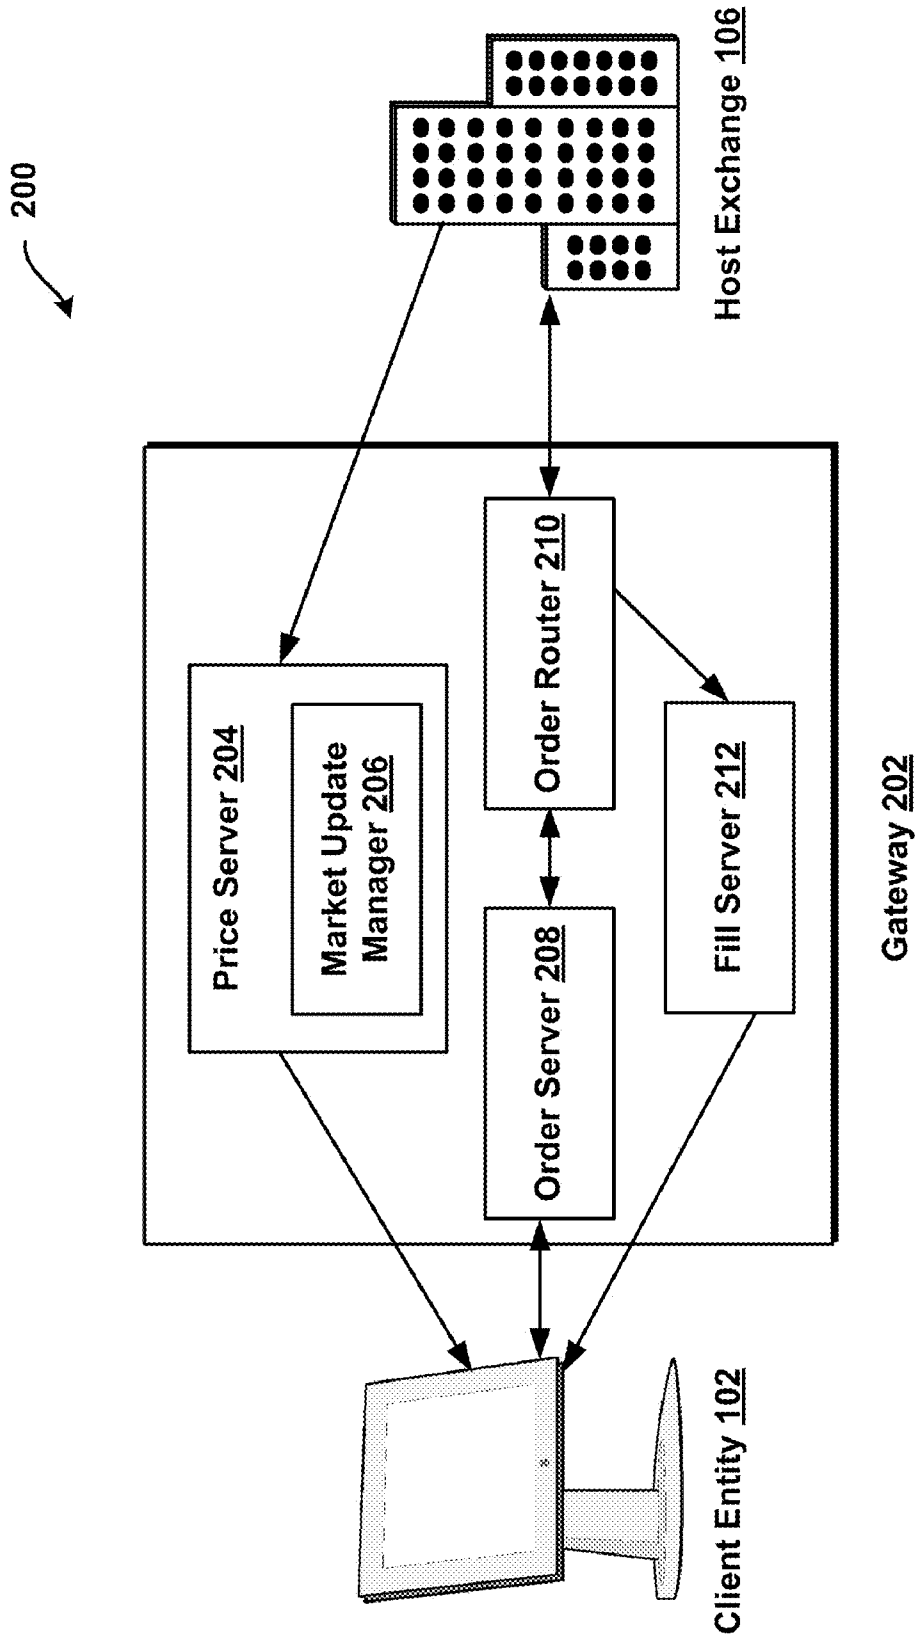 200
Price Server 204
Market Update
Manager 206
Order Server 208
Order Router 210
Fill Server 212
Client Entity 102
Host Exchange 106
Gateway 202